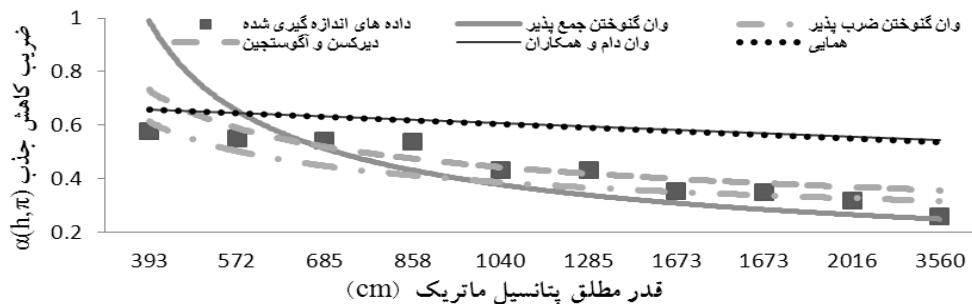 وان گنوختن ضرب پذیر
وان گنوختن جمع پذیر
داده های اندازه گیری شده
همایی
وان دام و همکاران
دیرکسن و آگوستجین
ضریب کاهش جذب α(h,π)
1
0.8
0.6
0.4
0.2
393 572 685 858 1040 1285 1673 1673 2016 3560
قدر مطلق پتانسیل ماتریک (cm)